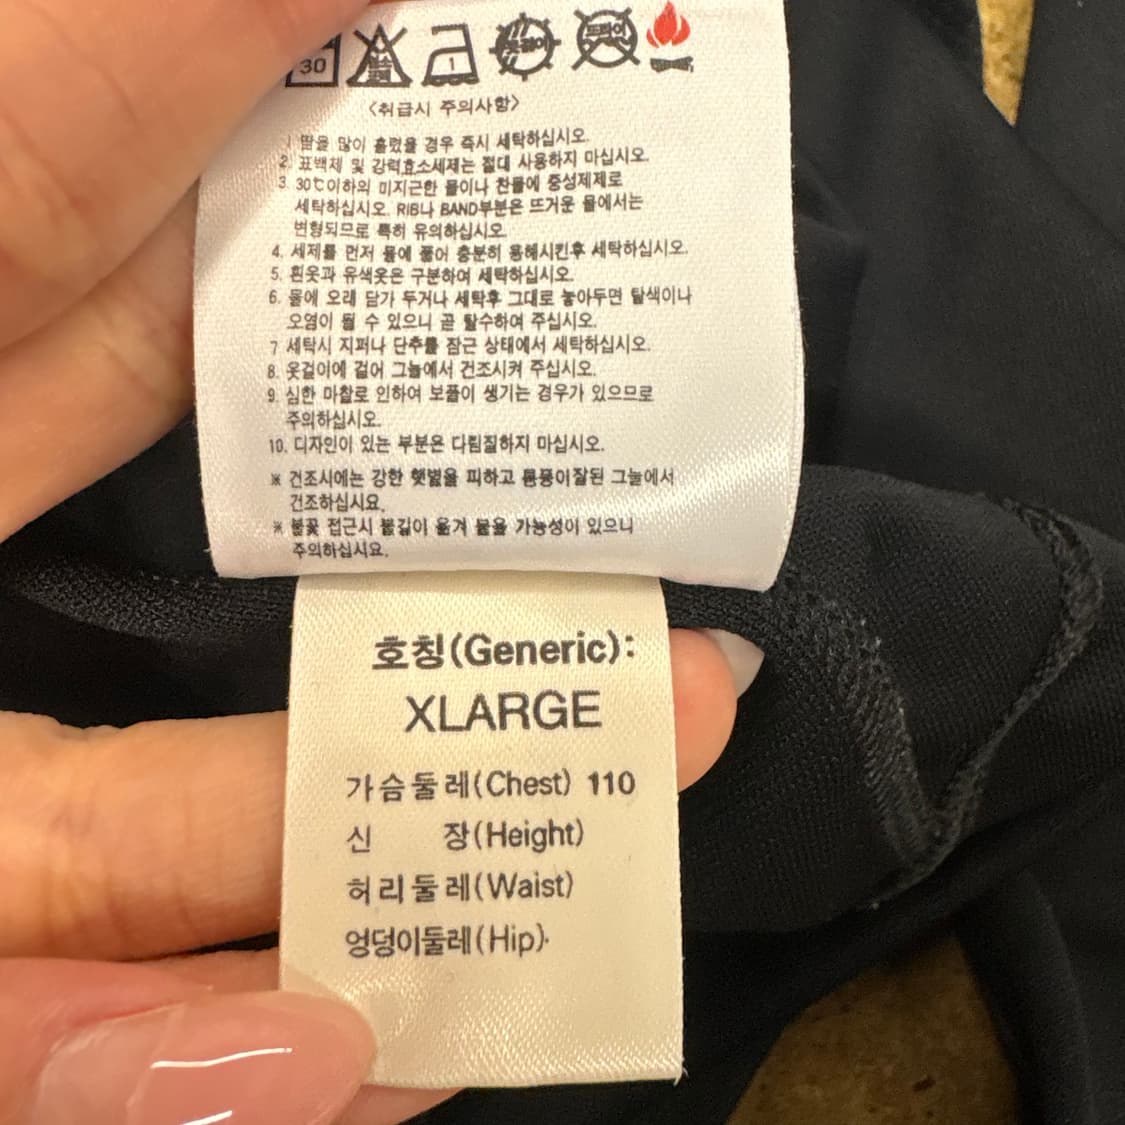 30
1
드라이
<취급시 주의사항>
1 땀을 많이 흘렸을 경우 즉시 세탁하십시오.
2. 표백제 및 강력효소세제는 절대 사용하지 마십시오.
3. 30℃이하의 미지근한 물이나 찬물에 중성제제로
세탁하십시오. RIB나 BAND부분은 뜨거운 물에서는
변형되므로 특히 유의하십시오.
4. 세제를 먼저 물에 풀어 충분히 용해시킨후 세탁하십시오.
5. 흰옷과 유색옷은 구분하여 세탁하십시오.
6. 물에 오래 담가 두거나 세탁후 그대로 놓아두면 탈색이나
오염이 될 수 있으니 곧 탈수하여 주십시오.
7 세탁시 지퍼나 단추를 잠근 상태에서 세탁하십시오.
8. 옷걸이에 걸어 그늘에서 건조시켜 주십시오.
9. 심한 마찰로 인하여 보풀이 생기는 경우가 있으므로
주의하십시오.
10. 디자인이 있는 부분은 다림질하지 마십시오.
※ 건조시에는 강한 햇볕을 피하고 통풍이잘된 그늘에서
건조하십시요.
※ 불꽃 접근시 불길이 옮겨 붙을 가능성이 있으니
주의하십시요.
호칭(Generic):
XLARGE
가슴둘레(Chest) 110
신 장(Height)
허리둘레(Waist)
엉덩이둘레(Hip)